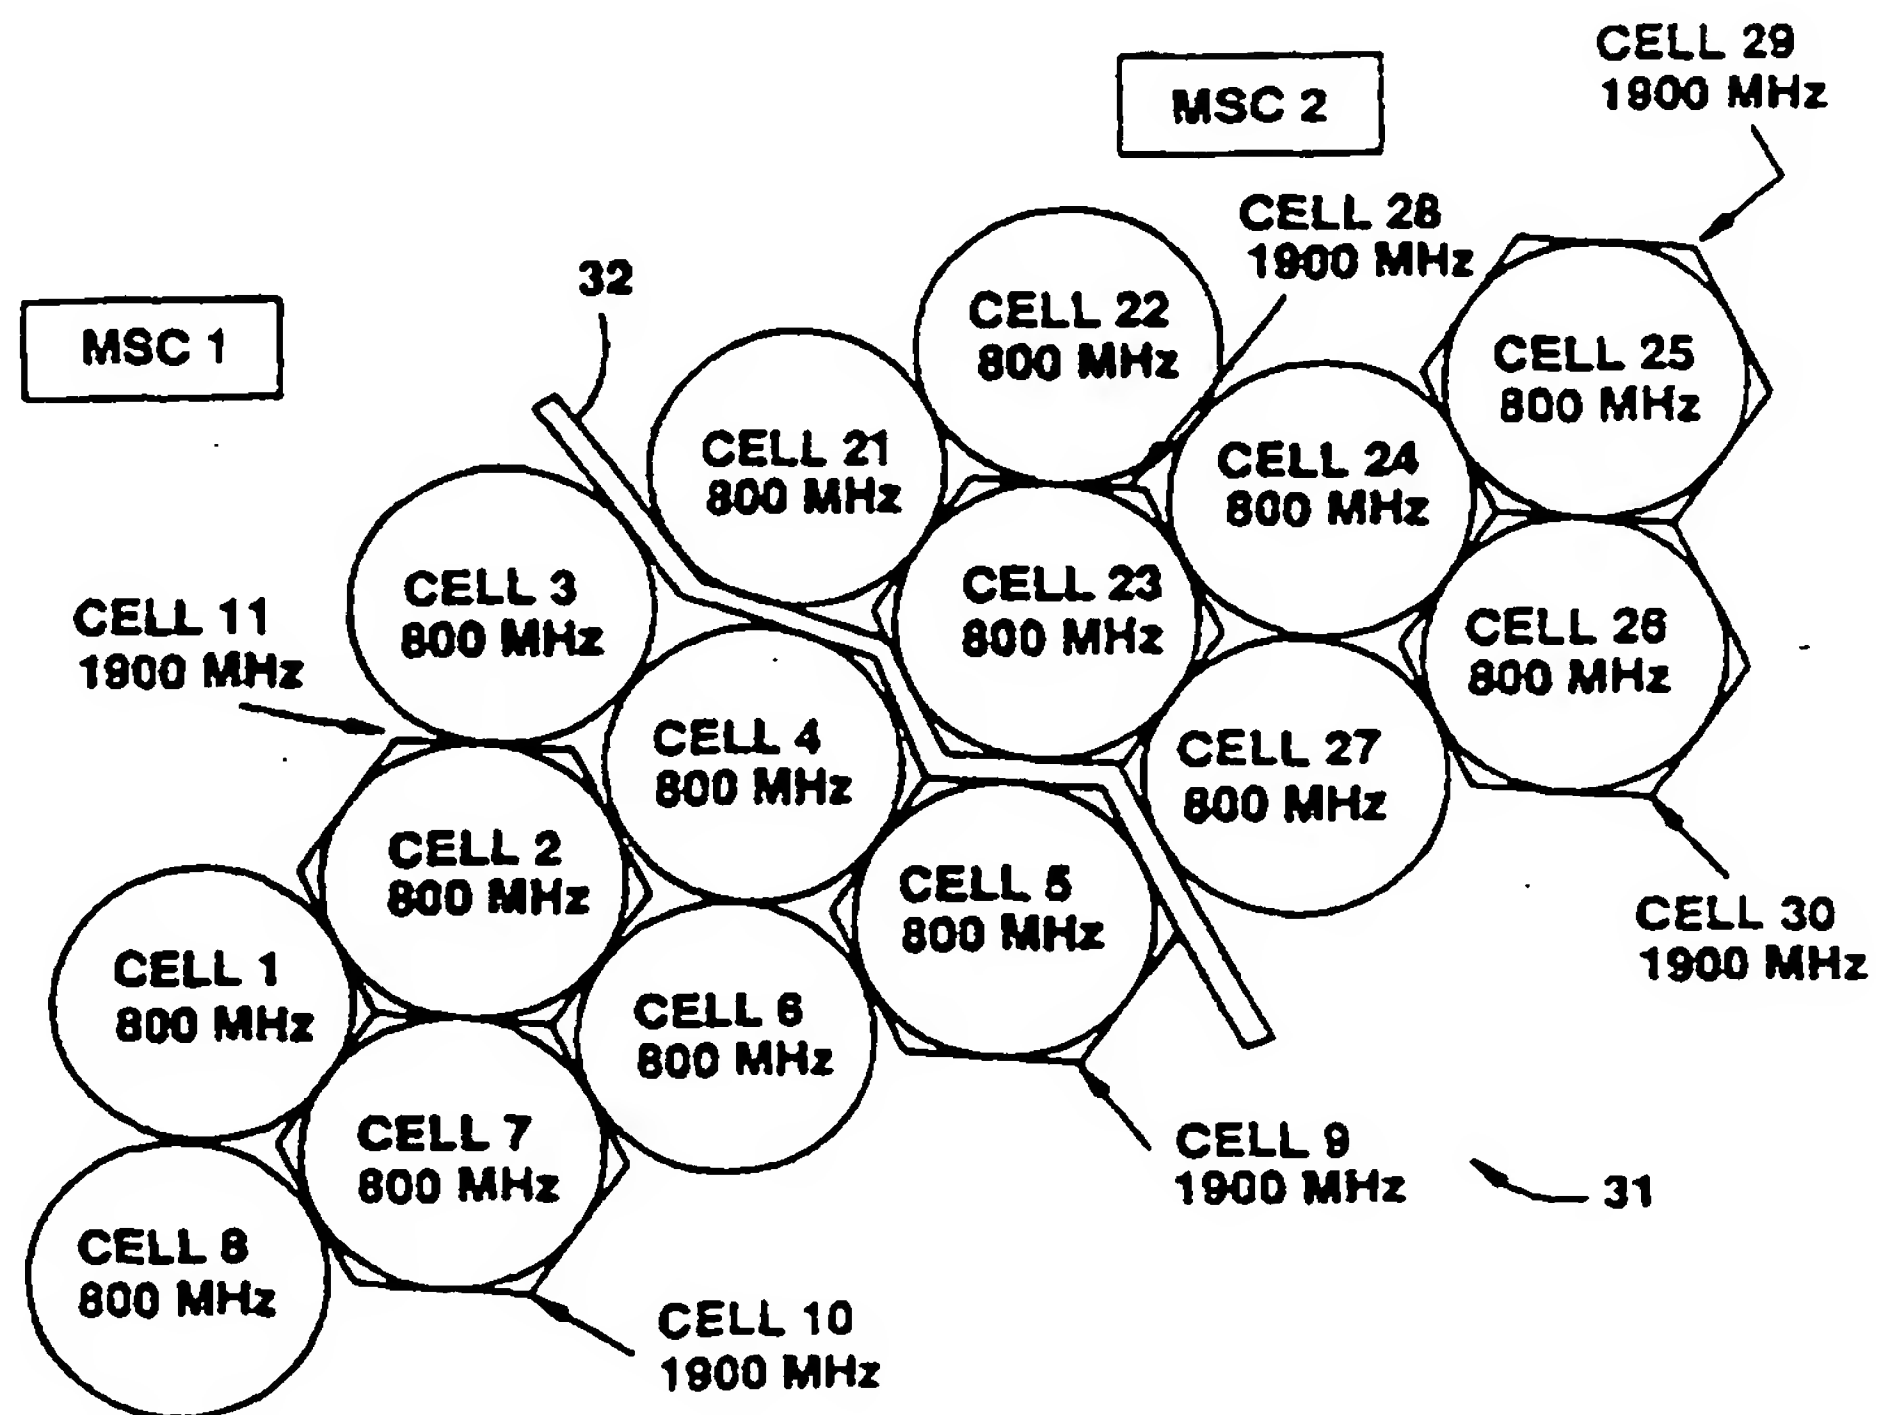 CELL 29
1900 MHz
MSC 2
CELL 28
1900 MHz
32
MSC 1
CELL 22
800 MHz
CELL 25
800 MHz
CELL 21
800 MHz
CELL 24
800 MHz
CELL 3
800 MHz
CELL 23
800 MHz
CELL 11
1900 MHz
CELL 26
800 MHz
CELL 4
800 MHz
CELL 27
800 MHz
CELL 2
800 MHz
CELL 5
800 MHz
CELL 30
1900 MHz
CELL 1
800 MHz
CELL 6
800 MHz
CELL 7
800 MHz
CELL 9
1900 MHz
31
CELL 8
800 MHz
CELL 10
1900 MHz